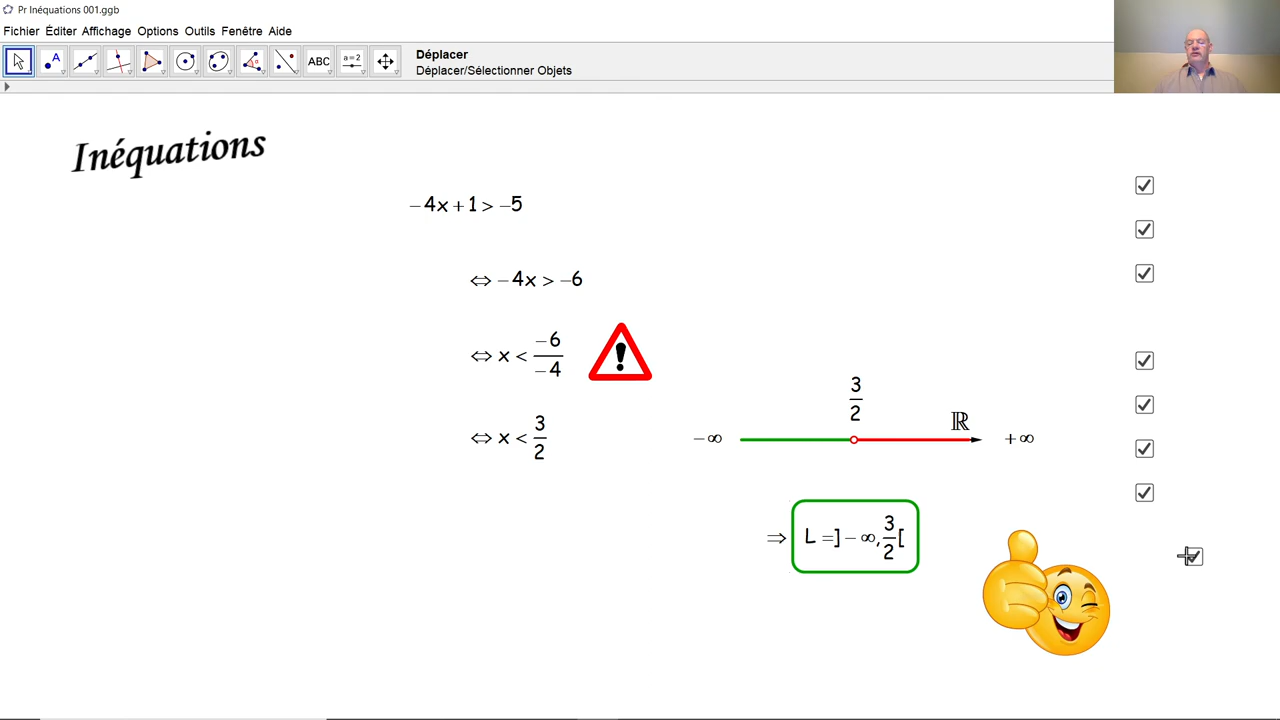 Pr Inéquations 001.ggb
Fichier Éditer Affichage Options Outils Fenêtre Aide
ABC
a=2
Déplacer
Déplacer/Sélectionner Objets
Inéquations
−4x+1 > −5
⇔ −4x > −6
⇔ x < −6/−4
!
⇔ x < 3/2
3/2
ℝ
−∞
+∞
⇒ L =]−∞,3/2[